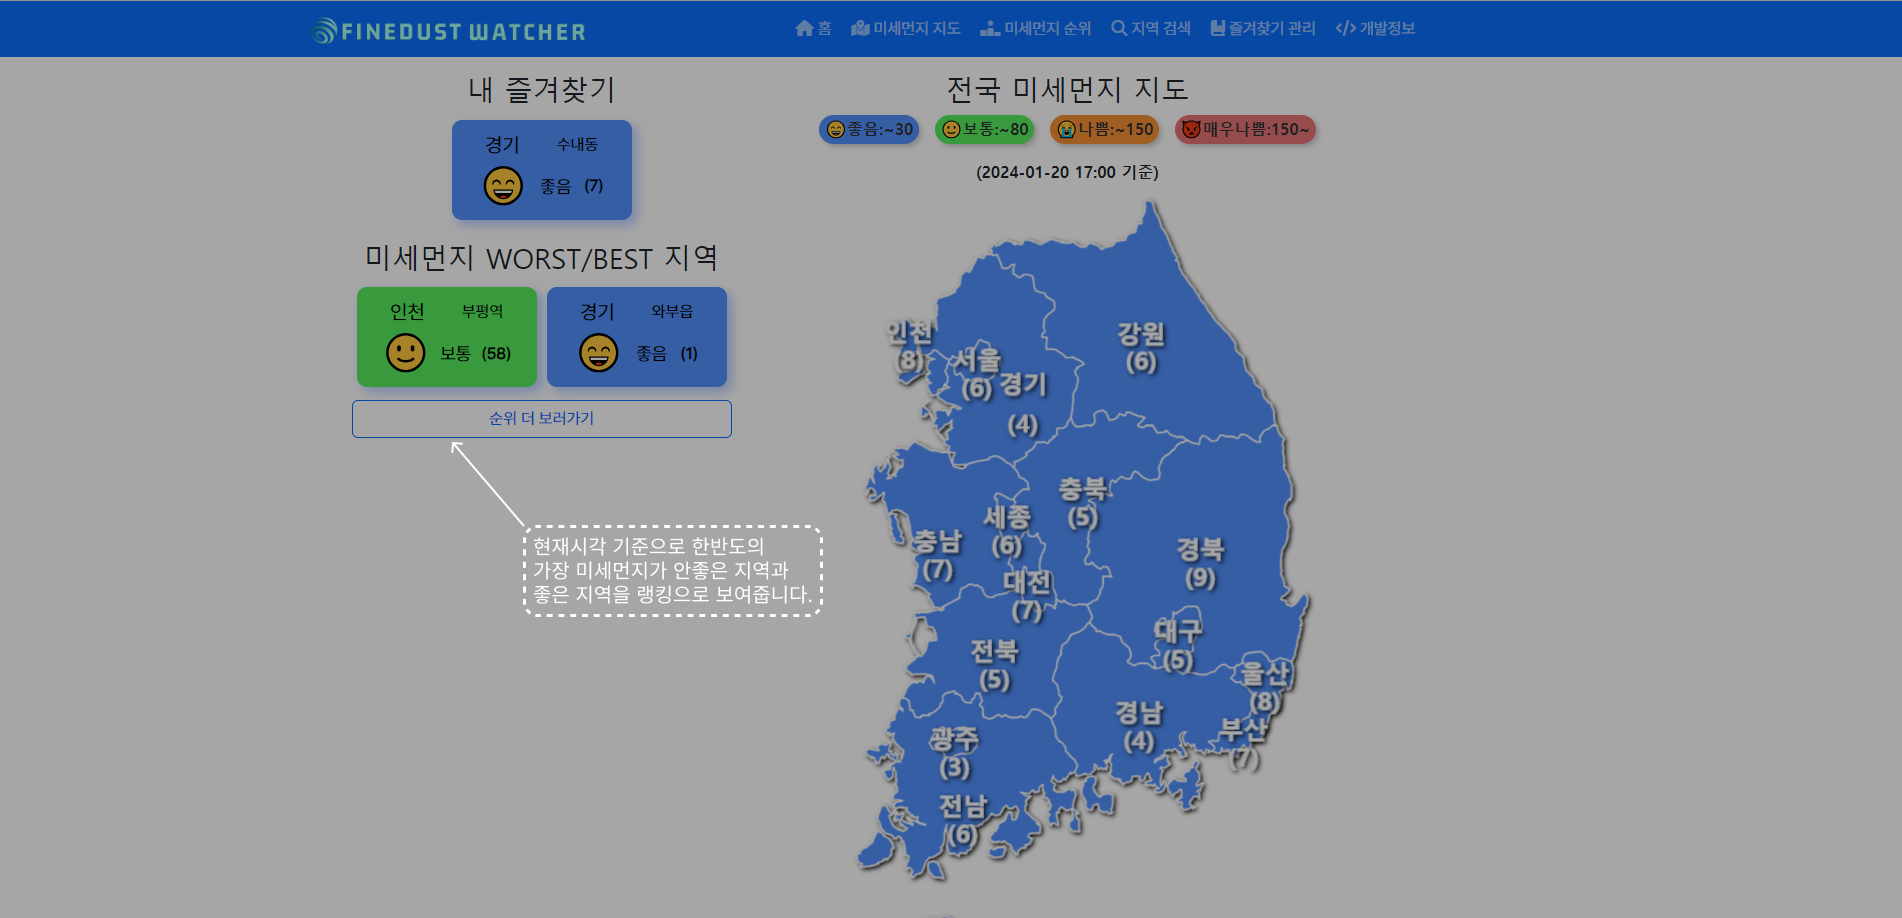 FINEDUST WATCHER
홈
미세먼지 지도
미세먼지 순위
지역 검색
즐겨찾기 관리
개발정보
내 즐겨찾기
경기 수내동
좋음 (7)
미세먼지 WORST/BEST 지역
인천 부평역
보통 (58)
경기 와부읍
좋음 (1)
순위 더 보러가기
현재시각 기준으로 한반도의
가장 미세먼지가 안좋은 지역과
좋은 지역을 랭킹으로 보여줍니다.
전국 미세먼지 지도
좋음:~30
보통:~80
나쁨:~150
매우나쁨:150~
(2024-01-20 17:00 기준)
인천
(8)
서울
(6)
경기
(4)
강원
(6)
충북
(5)
세종
(6)
충남
(7)
대전
(7)
경북
(9)
대구
(5)
전북
(5)
울산
(8)
경남
(4)
부산
(7)
광주
(3)
전남
(6)